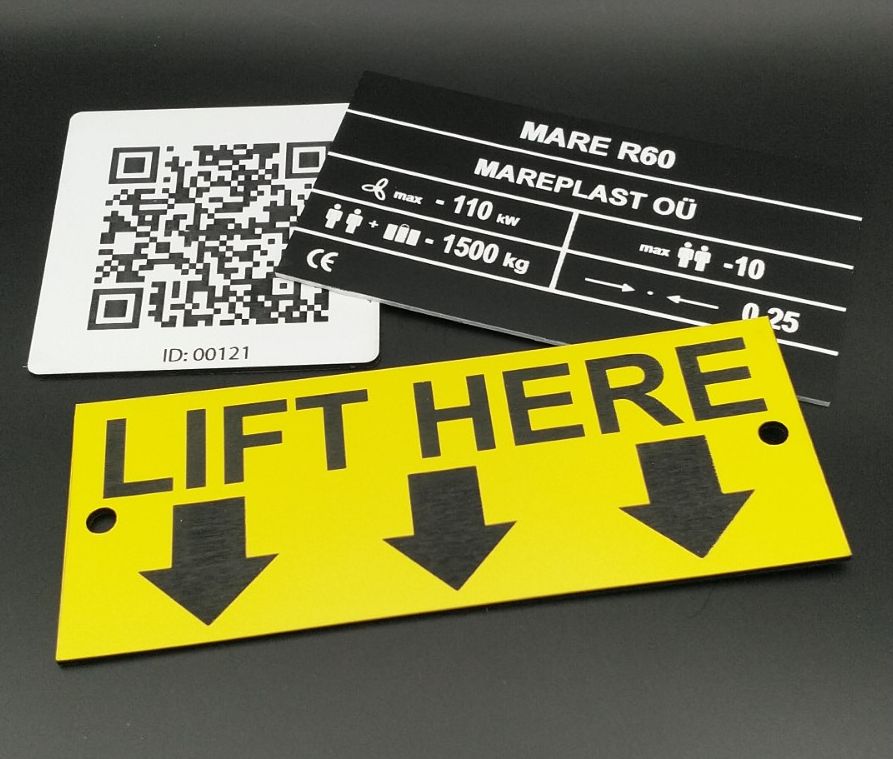 ID: 00121
MARE R60
MAREPLAST OÜ
max - 110 kw
+ - 1500 kg
CE
max -10
0,25
LIFT HERE